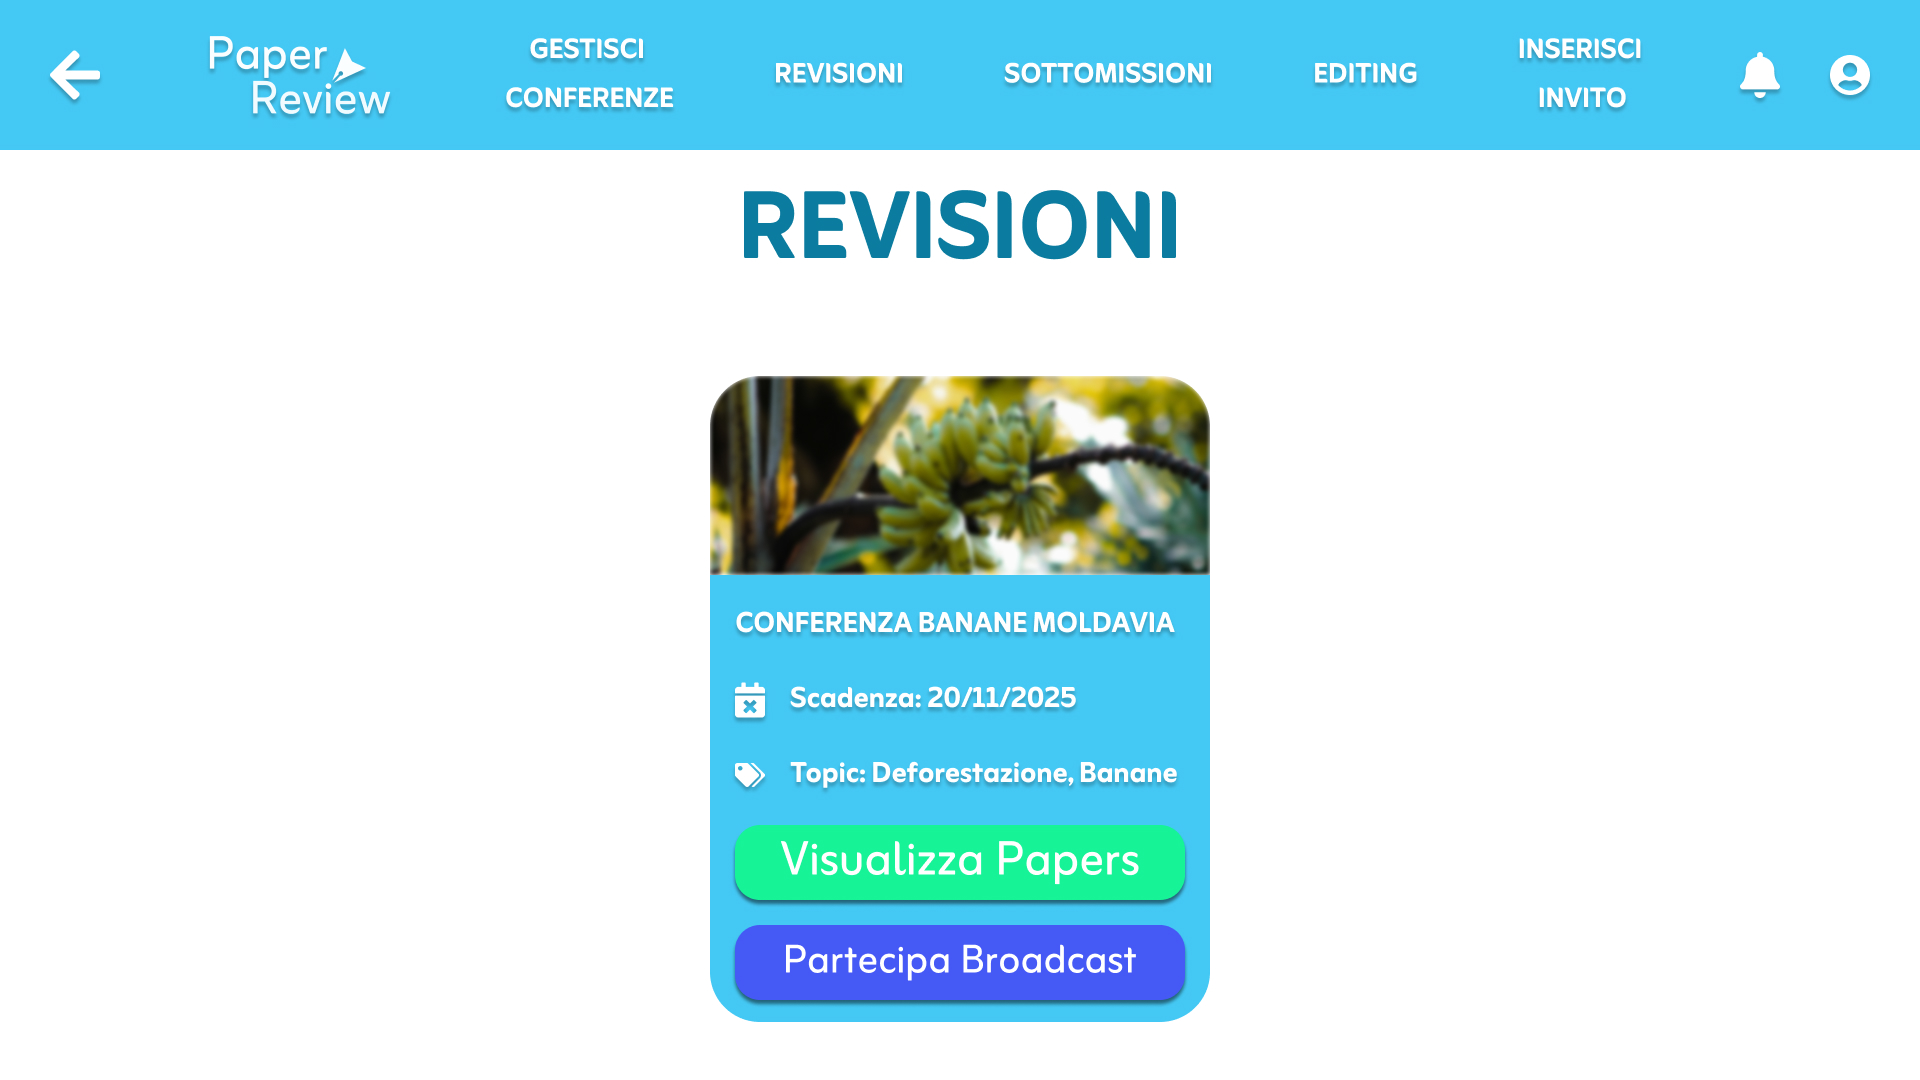 Paper
Review
GESTISCI
CONFERENZE
REVISIONI
SOTTOMISSIONI
EDITING
INSERISCI
INVITO
REVISIONI
CONFERENZA BANANE MOLDAVIA
Scadenza: 20/11/2025
Topic: Deforestazione, Banane
Visualizza Papers
Partecipa Broadcast